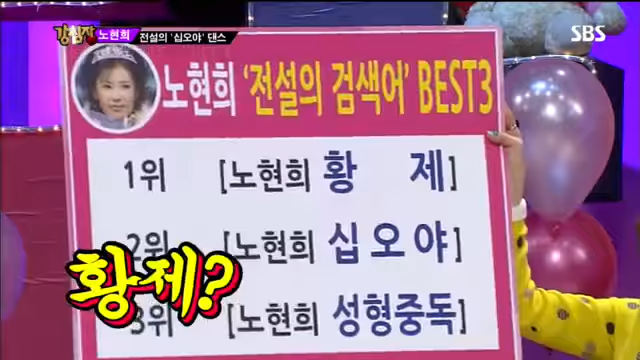 강심장 노현희 전설의 '십오야' 댄스
SBS
노현희 '전설의 검색어' BEST3
1위 [노현희 황 제]
2위 [노현희 십오야]
황제?
3위 [노현희 성형중독]